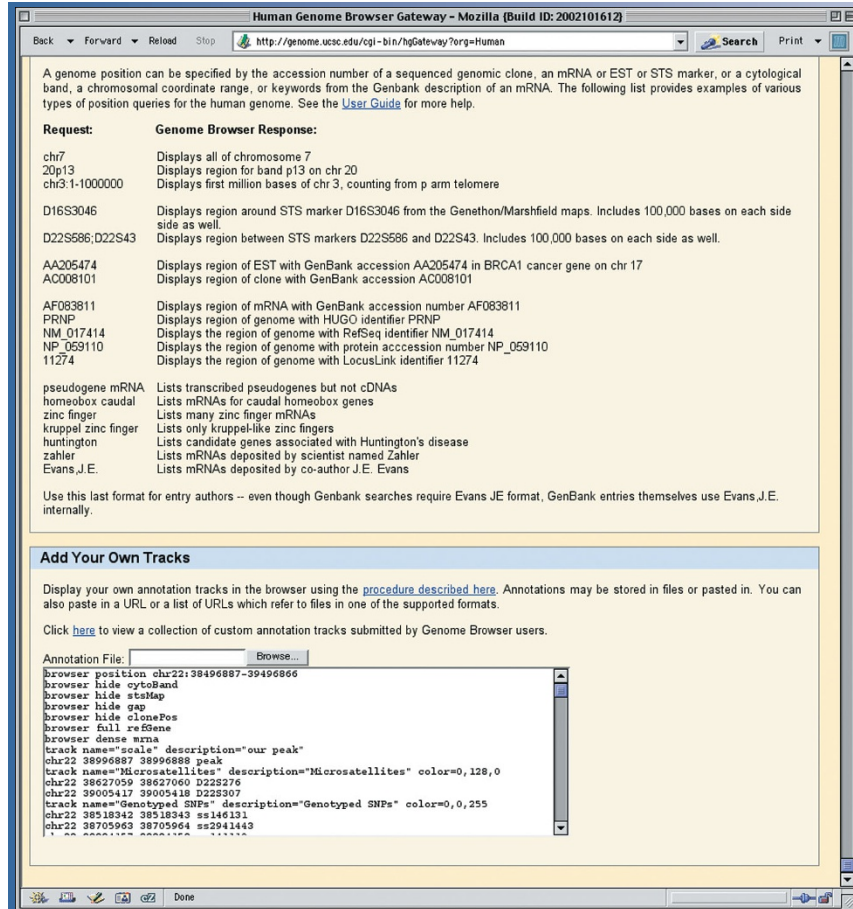 Human Genome Browser Gateway - Mozilla {Build ID: 2002101612}
Back Forward Reload Stop http://genome.ucsc.edu/cgi-bin/hgGateway?org=Human Search Print
A genome position can be specified by the accession number of a sequenced genomic clone, an mRNA or EST or STS marker, or a cytological
band, a chromosomal coordinate range, or keywords from the Genbank description of an mRNA. The following list provides examples of various
types of position queries for the human genome. See the User Guide for more help.
Request: Genome Browser Response:
chr7 Displays all of chromosome 7
20p13 Displays region for band p13 on chr 20
chr3:1-1000000 Displays first million bases of chr 3, counting from p arm telomere
D16S3046 Displays region around STS marker D16S3046 from the Genethon/Marshfield maps. Includes 100,000 bases on each side
side as well.
D22S586;D22S43 Displays region between STS markers D22S586 and D22S43. Includes 100,000 bases on each side as well.
AA205474 Displays region of EST with GenBank accession AA205474 in BRCA1 cancer gene on chr 17
AC008101 Displays region of clone with GenBank accession AC008101
AF083811 Displays region of mRNA with GenBank accession number AF083811
PRNP Displays region of genome with HUGO identifier PRNP
NM_017414 Displays the region of genome with RefSeq identifier NM_017414
NP_059110 Displays the region of genome with protein acccession number NP_059110
11274 Displays the region of genome with LocusLink identifier 11274
pseudogene mRNA Lists transcribed pseudogenes but not cDNAs
homeobox caudal Lists mRNAs for caudal homeobox genes
zinc finger Lists many zinc finger mRNAs
kruppel zinc finger Lists only kruppel-like zinc fingers
huntington Lists candidate genes associated with Huntington's disease
zahler Lists mRNAs deposited by scientist named Zahler
Evans,J.E. Lists mRNAs deposited by co-author J.E. Evans
Use this last format for entry authors -- even though Genbank searches require Evans JE format, GenBank entries themselves use Evans,J.E.
internally.
Add Your Own Tracks
Display your own annotation tracks in the browser using the procedure described here. Annotations may be stored in files or pasted in. You can
also paste in a URL or a list of URLs which refer to files in one of the supported formats.
Click here to view a collection of custom annotation tracks submitted by Genome Browser users.
Annotation File: Browse...
browser position chr22:38496887-39496866
browser hide cytoBand
browser hide stsMap
browser hide gap
browser hide clonePos
browser full refGene
browser dense mrna
track name="scale" description="our peak"
chr22 38996887 38996888 peak
track name="Microsatellites" description="Microsatellites" color=0,128,0
chr22 38627059 38627060 D22S276
chr22 39005417 39005418 D22S307
track name="Genotyped SNPs" description="Genotyped SNPs" color=0,0,255
chr22 38518342 38518343 ss146131
chr22 38705963 38705964 ss2941443
Done